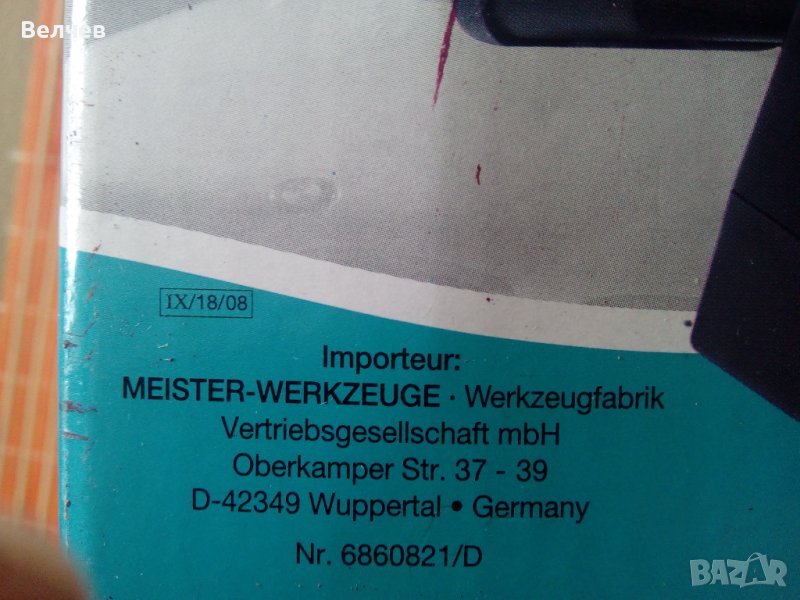 Велчев
IX/18/08
Importeur:
MEISTER-WERKZEUGE · Werkzeugfabrik
Vertriebsgesellschaft mbH
Oberkamper Str. 37 - 39
D-42349 Wuppertal • Germany
Nr. 6860821/D
BAZAR